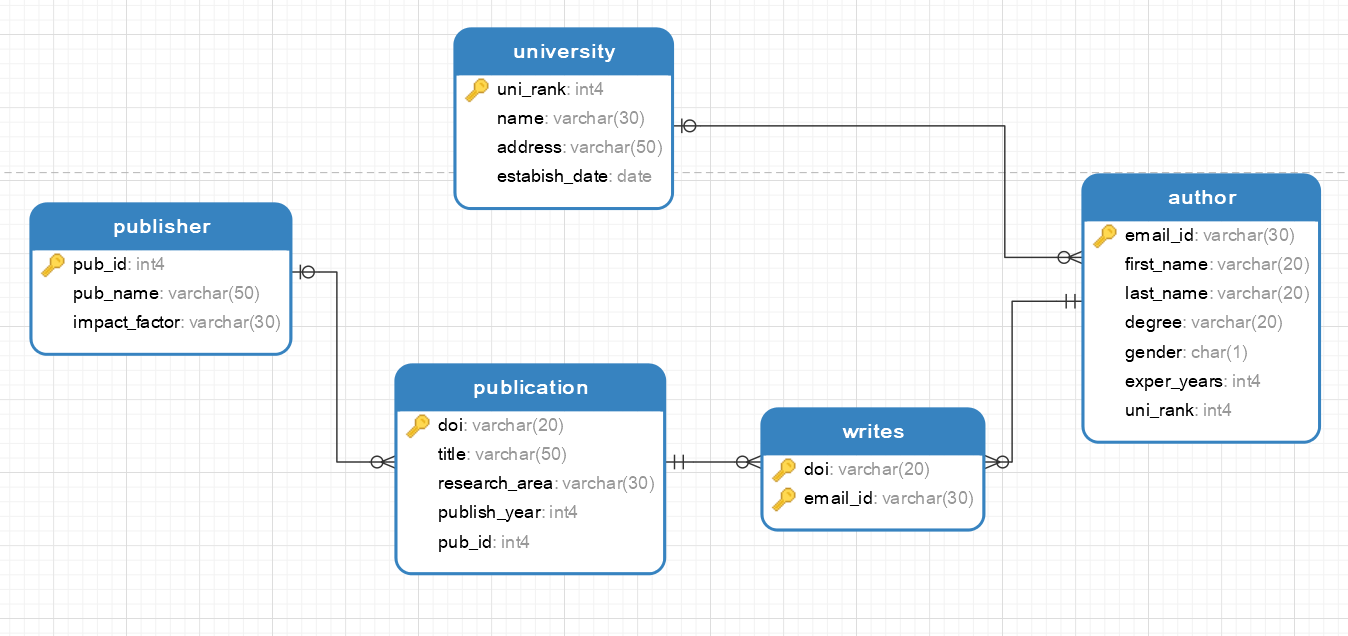 university
uni_rank: int4
name: varchar(30)
address: varchar(50)
estabish_date: date
publisher
pub_id: int4
pub_name: varchar(50)
impact_factor: varchar(30)
author
email_id: varchar(30)
first_name: varchar(20)
last_name: varchar(20)
degree: varchar(20)
gender: char(1)
exper_years: int4
uni_rank: int4
publication
doi: varchar(20)
title: varchar(50)
research_area: varchar(30)
publish_year: int4
pub_id: int4
writes
doi: varchar(20)
email_id: varchar(30)